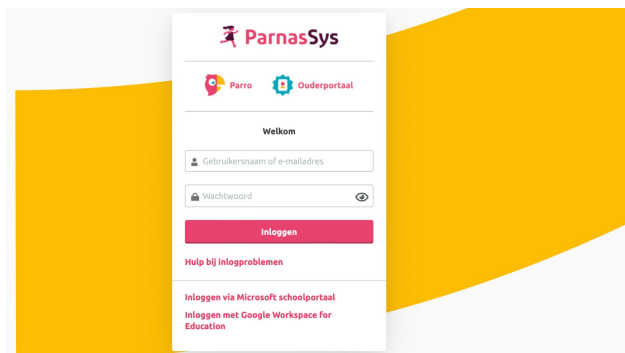 ParnasSys
Parro
Ouderportaal
Welkom
Gebruikersnaam of e-mailadres
Wachtwoord
Inloggen
Hulp bij inlogproblemen
Inloggen via Microsoft schoolportaal
Inloggen met Google Workspace for
Education